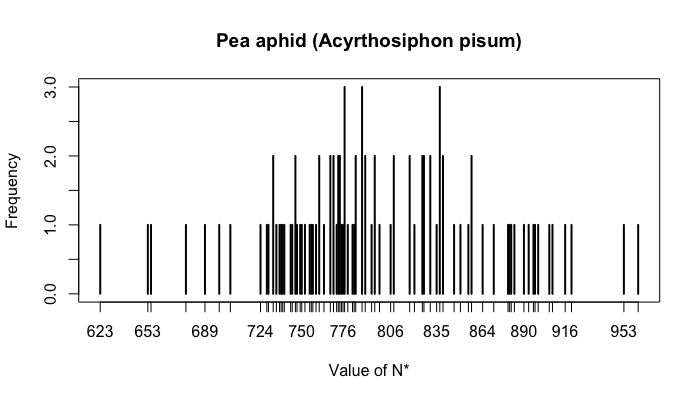 Pea aphid (Acyrthosiphon pisum)
Frequency
3.0
2.0
1.0
0.0
623 653 689 724 750 776 806 835 864 890 916 953
Value of N*